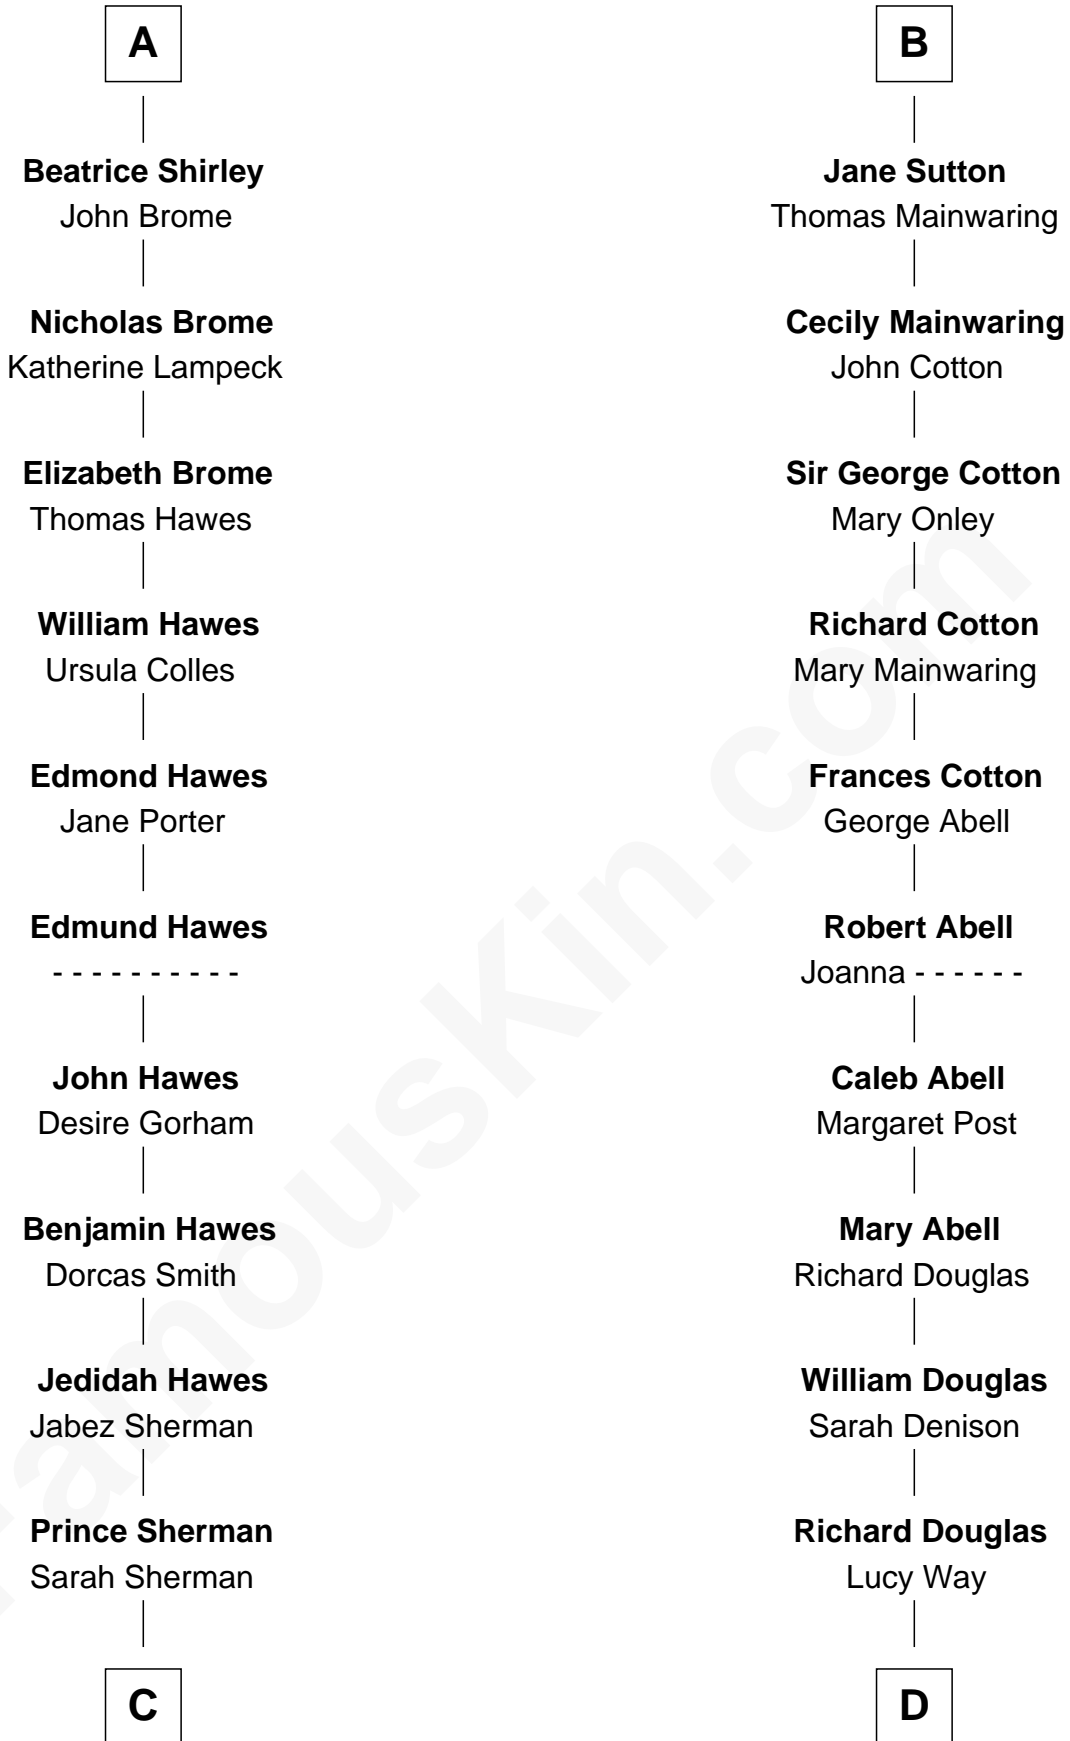 A
Beatrice Shirley
John Brome
Nicholas Brome
Katherine Lampeck
Elizabeth Brome
Thomas Hawes
William Hawes
Ursula Colles
Edmond Hawes
Jane Porter
Edmund Hawes
- - - - - - - - - -
John Hawes
Desire Gorham
Benjamin Hawes
Dorcas Smith
Jedidah Hawes
Jabez Sherman
Prince Sherman
Sarah Sherman
C
B
Jane Sutton
Thomas Mainwaring
Cecily Mainwaring
John Cotton
Sir George Cotton
Mary Onley
Richard Cotton
Mary Mainwaring
Frances Cotton
George Abell
Robert Abell
Joanna - - - - - -
Caleb Abell
Margaret Post
Mary Abell
Richard Douglas
William Douglas
Sarah Denison
Richard Douglas
Lucy Way
D
FamousKin.com